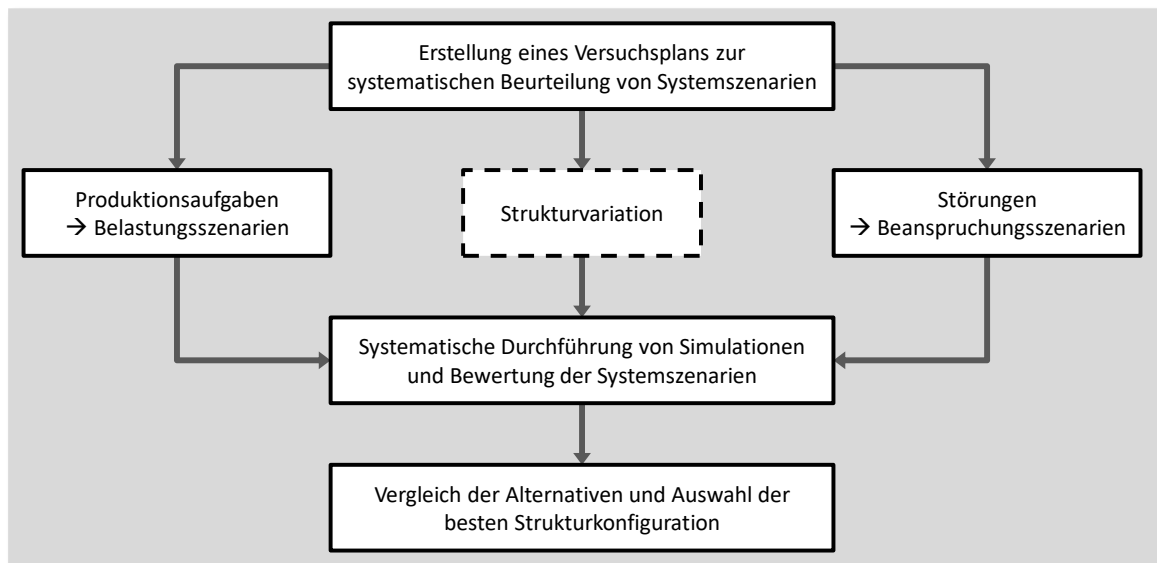 Erstellung eines Versuchsplans zur
systematischen Beurteilung von Systemszenarien
Produktionsaufgaben
→ Belastungsszenarien
Strukturvariation
Störungen
→ Beanspruchungsszenarien
Systematische Durchführung von Simulationen
und Bewertung der Systemszenarien
Vergleich der Alternativen und Auswahl der
besten Strukturkonfiguration